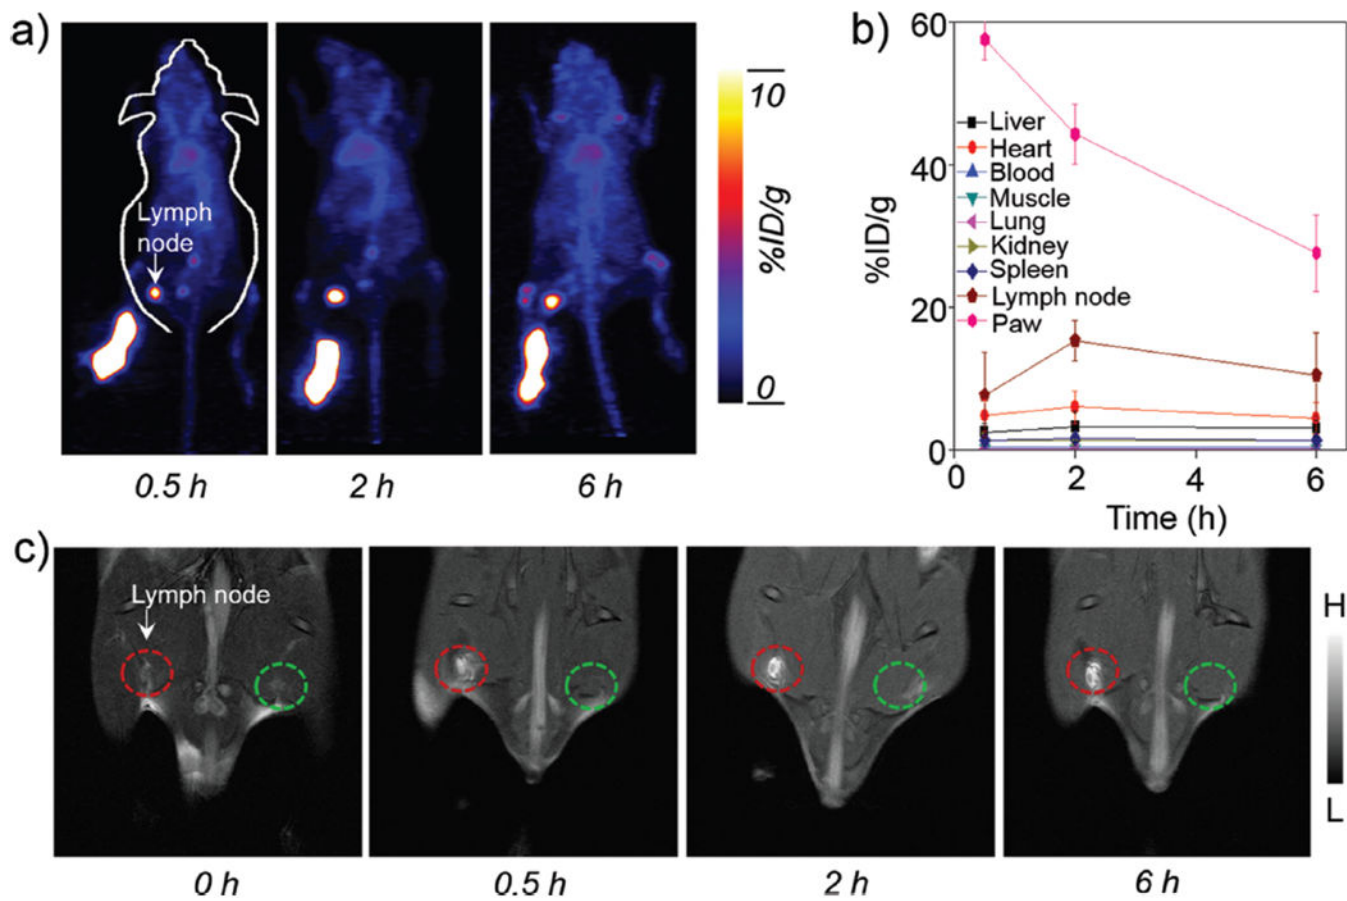 a)
Lymph
node
0.5 h
2 h
6 h
10
%ID/g
0
b)
60
40
20
0
%ID/g
Liver
Heart
Blood
Muscle
Lung
Kidney
Spleen
Lymph node
Paw
0
2
4
6
Time (h)
c)
Lymph node
H
L
0 h
0.5 h
2 h
6 h